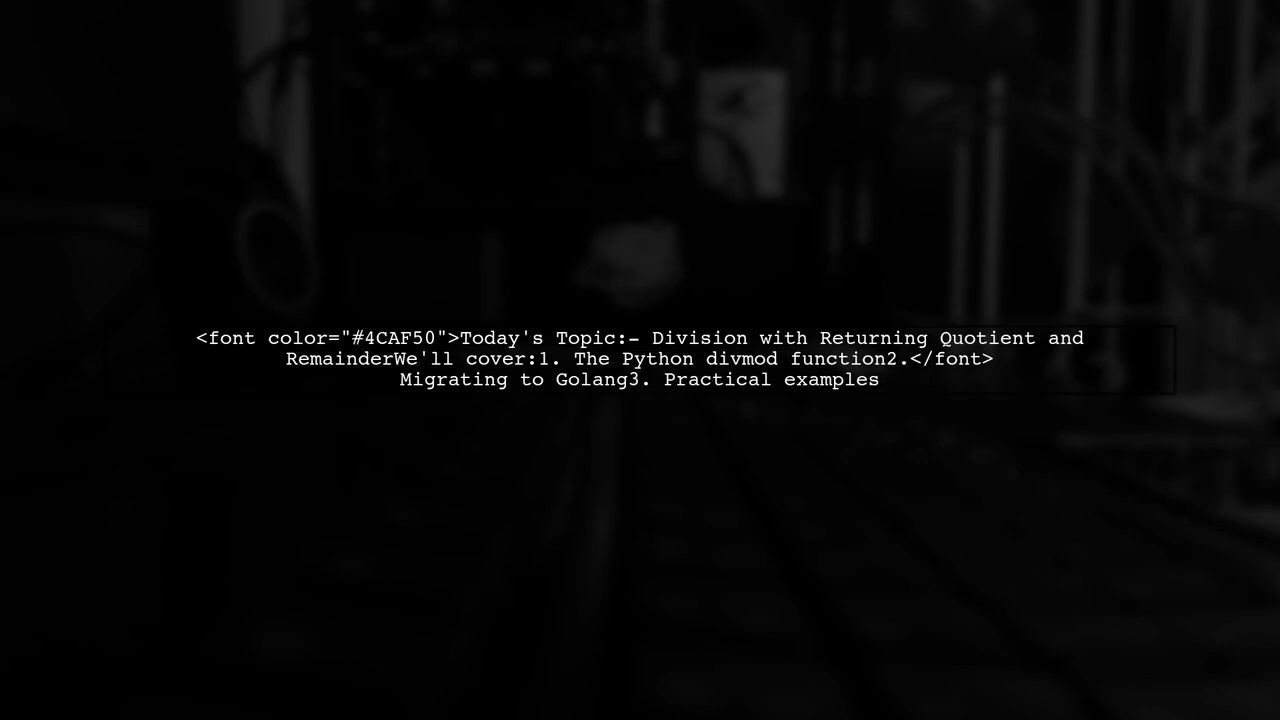 <font color="#4CAF50">Today's Topic:- Division with Returning Quotient and
RemainderWe'll cover:1. The Python divmod function2.</font>
Migrating to Golang3. Practical examples